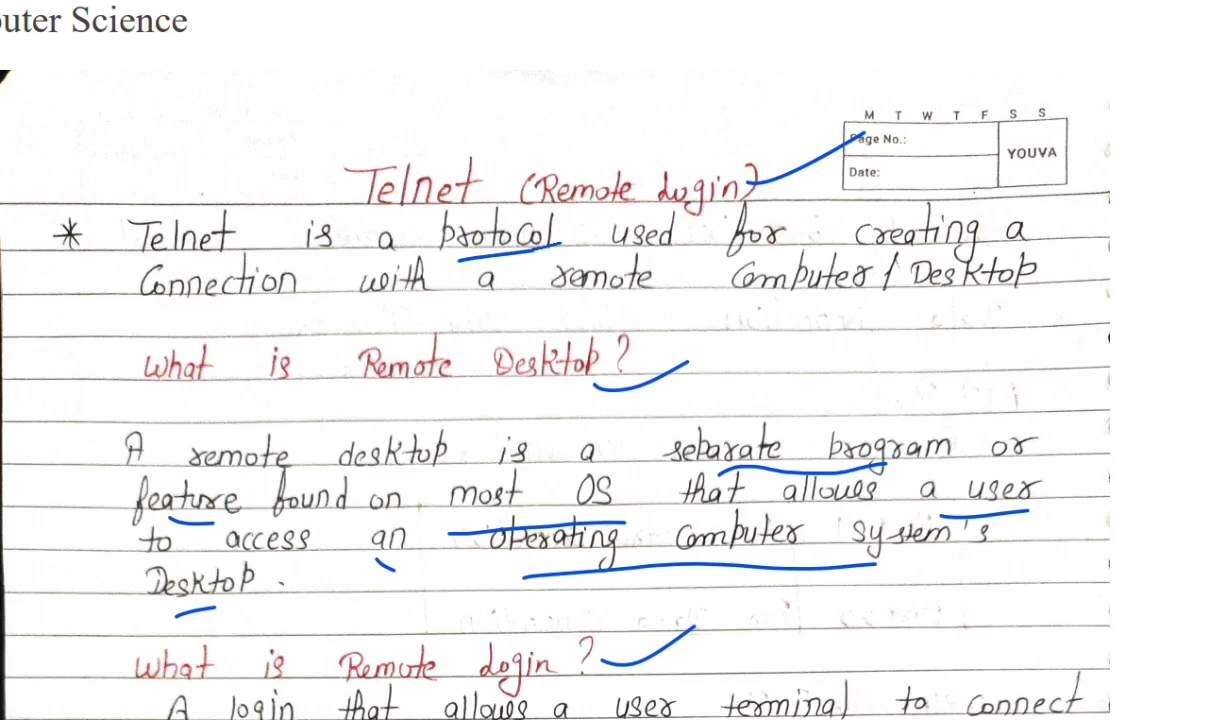 uter Science
M T W T F S S
Page No.:
YOUVA
Date:
Telnet (Remote Login)
* Telnet is a protocol used for creating a
Connection with a remote Computer / Desktop
What is Remote Desktop?
A remote desktop is a separate program or
feature found on most OS that allows a user
to access an operating computer system's
Desktop.
What is Remote Login?
A login that allows a user terminal to connect